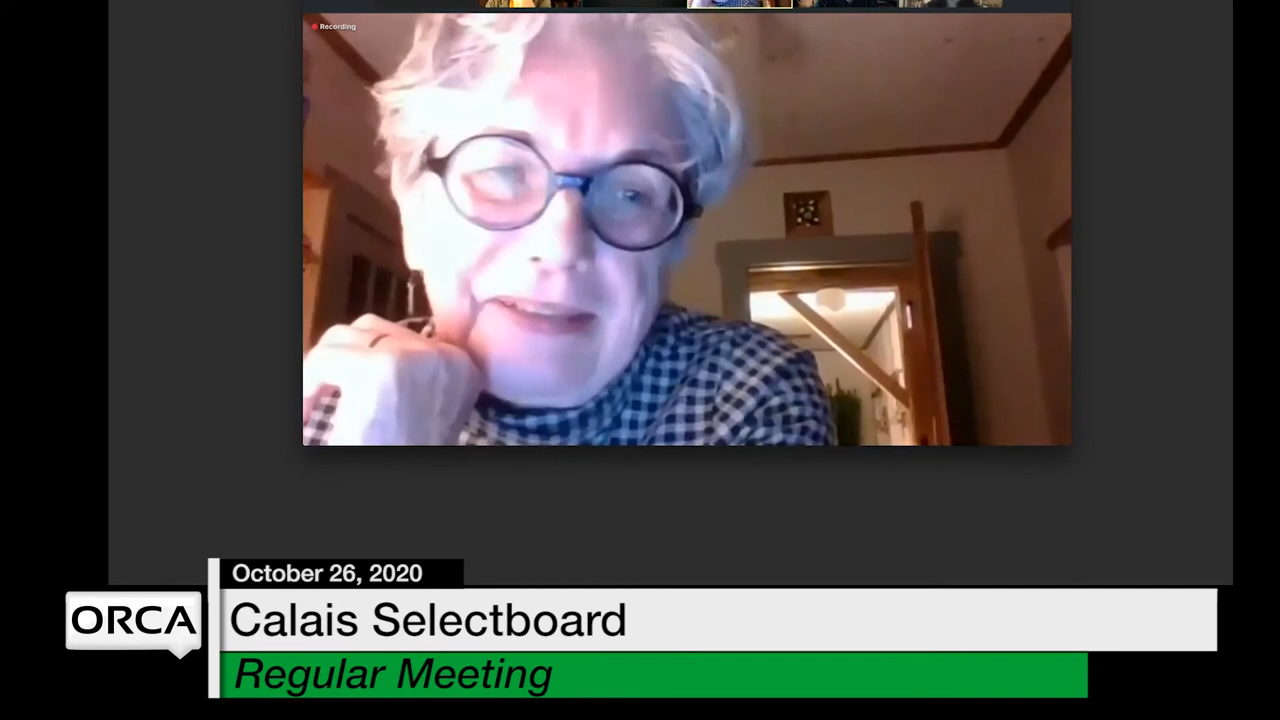 Recording
October 26, 2020
ORCA
Calais Selectboard
Regular Meeting